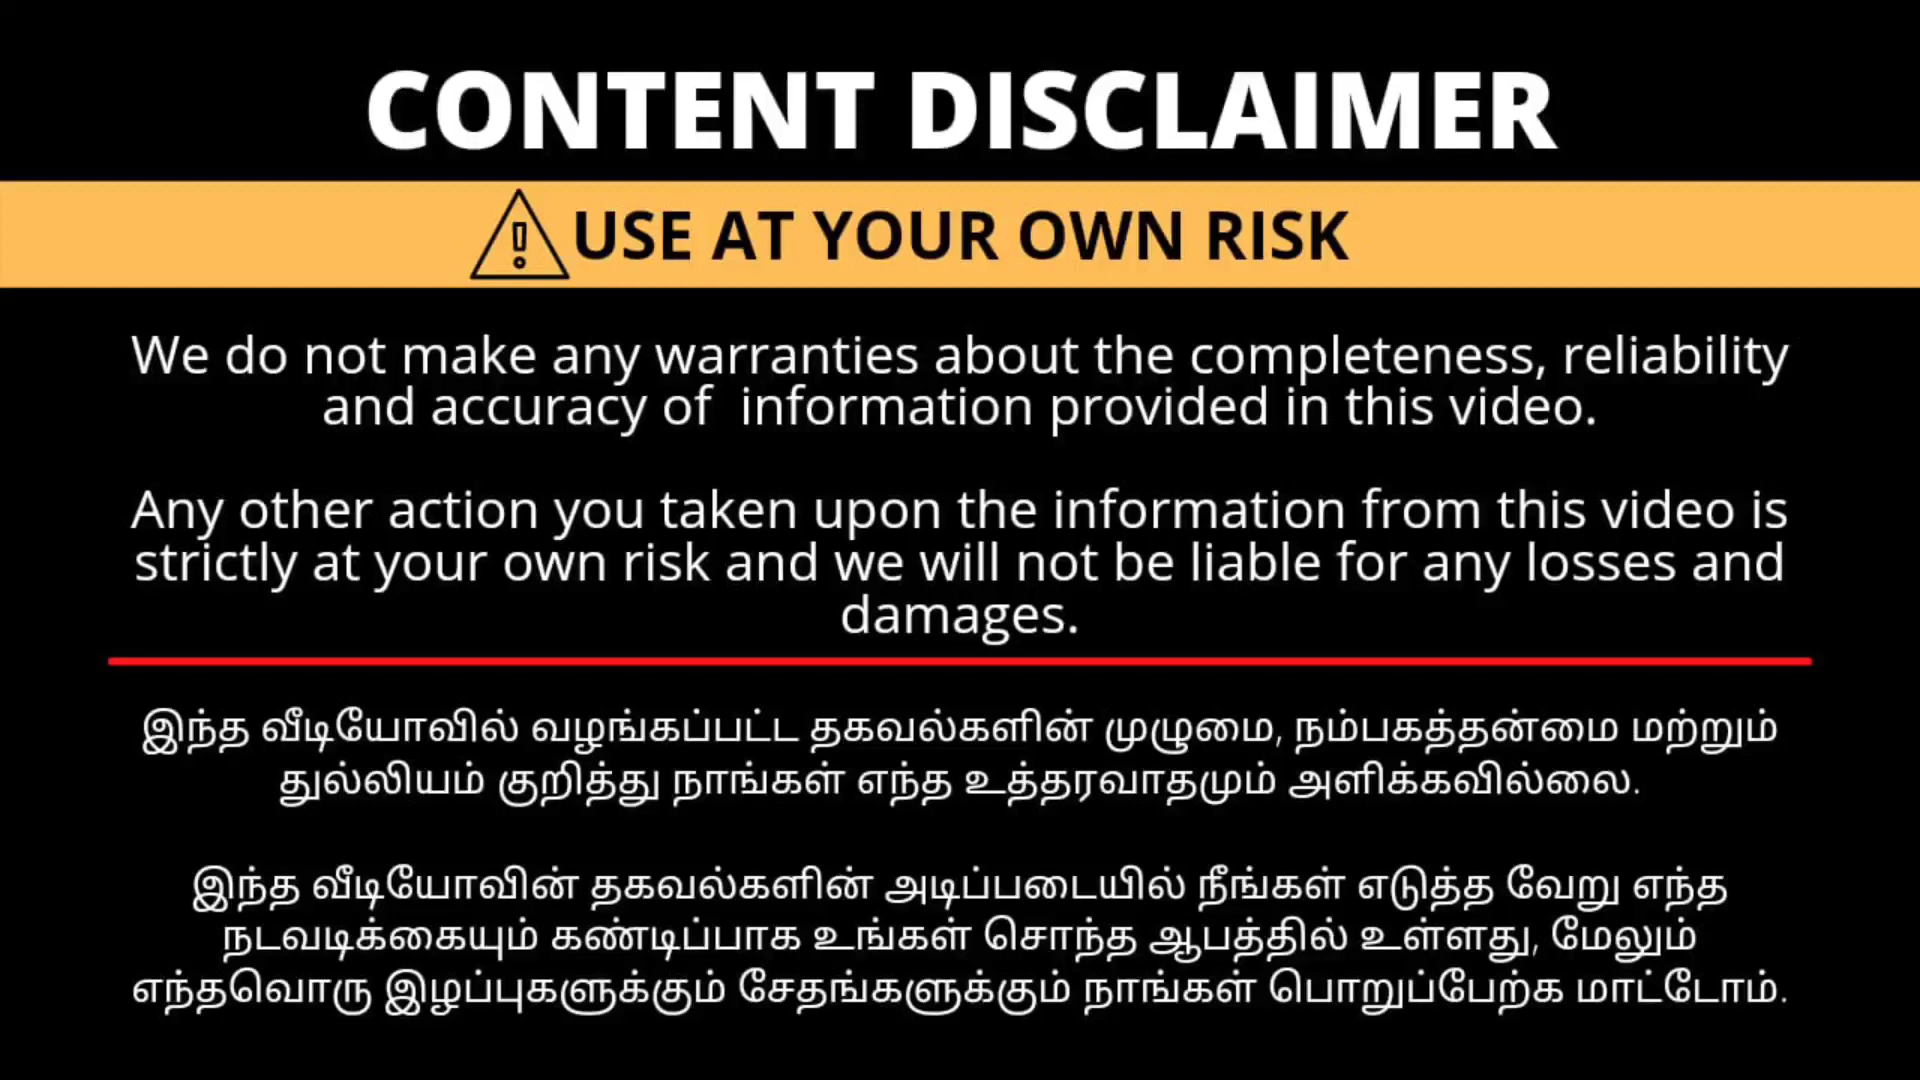 CONTENT DISCLAIMER
USE AT YOUR OWN RISK
We do not make any warranties about the completeness, reliability
and accuracy of information provided in this video.
Any other action you taken upon the information from this video is
strictly at your own risk and we will not be liable for any losses and
damages.
இந்த வீடியோவில் வழங்கப்பட்ட தகவல்களின் முழுமை, நம்பகத்தன்மை மற்றும்
துல்லியம் குறித்து நாங்கள் எந்த உத்தரவாதமும் அளிக்கவில்லை.
இந்த வீடியோவின் தகவல்களின் அடிப்படையில் நீங்கள் எடுத்த வேறு எந்த
நடவடிக்கையும் கண்டிப்பாக உங்கள் சொந்த ஆபத்தில் உள்ளது, மேலும்
எந்தவொரு இழப்புகளுக்கும் சேதங்களுக்கும் நாங்கள் பொறுப்பேற்க மாட்டோம்.